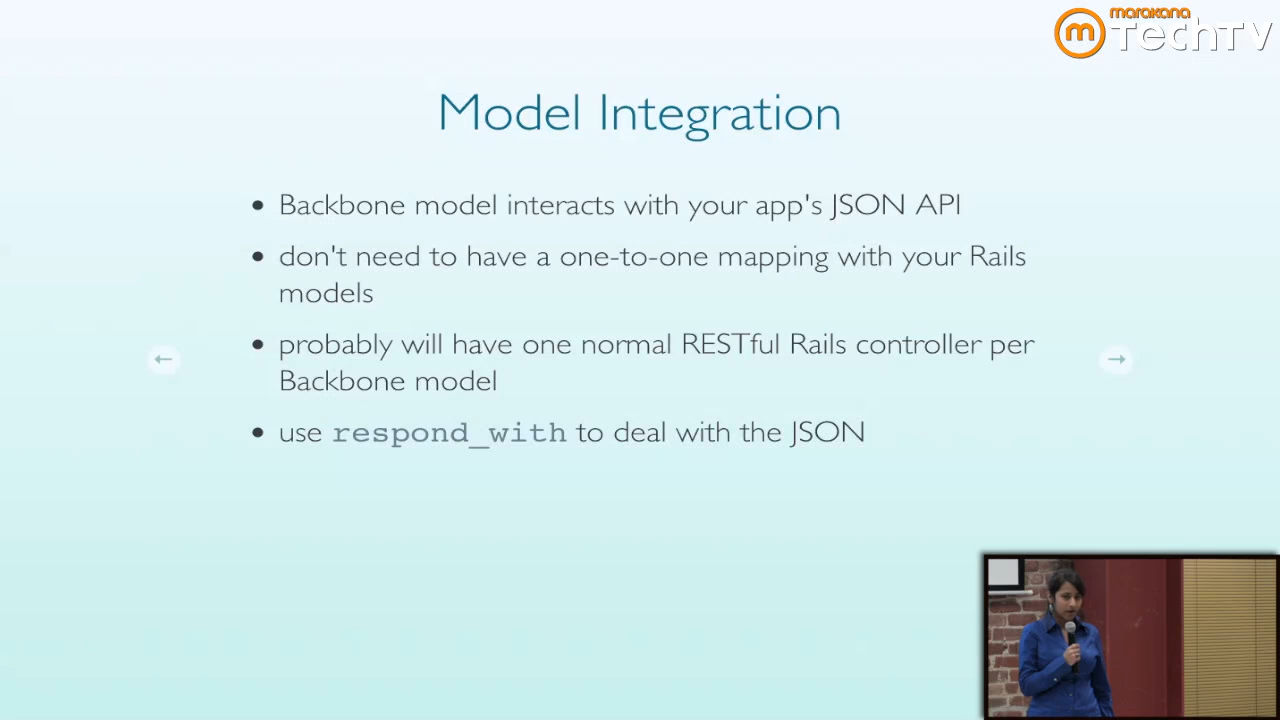 marakana
m TechTV
Model Integration
• Backbone model interacts with your app's JSON API
• don't need to have a one-to-one mapping with your Rails
models
• probably will have one normal RESTful Rails controller per
Backbone model
• use respond_with to deal with the JSON